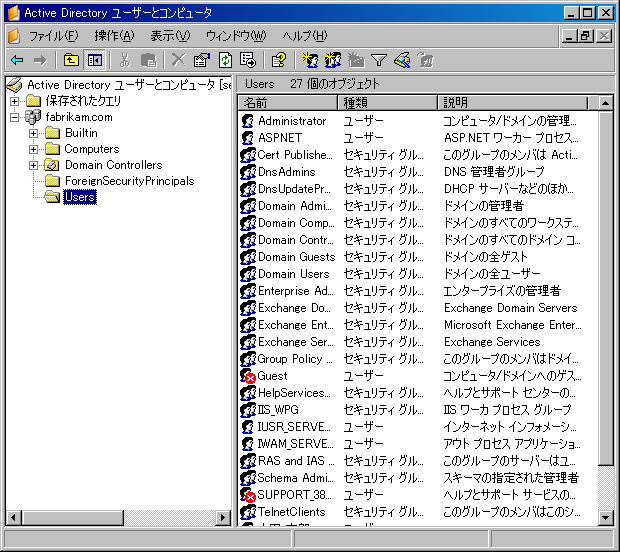 Active Directory ユーザーとコンピュータ
ファイル(F) 操作(A) 表示(V) ウィンドウ(W) ヘルプ(H)
Active Directory ユーザーとコンピュータ [se
保存されたクエリ
fabrikam.com
Builtin
Computers
Domain Controllers
ForeignSecurityPrincipals
Users
Users 27 個のオブジェクト
名前 種類 説明
Administrator ユーザー コンピュータ/ドメインの管理...
ASPNET ユーザー ASP.NET ワーカー プロセス...
Cert Publishe... セキュリティ グル... このグループのメンバは Acti...
DnsAdmins セキュリティ グル... DNS 管理者グループ
DnsUpdatePr... セキュリティ グル... DHCP サーバーなどのほか...
Domain Admi... セキュリティ グル... ドメインの管理者
Domain Comp... セキュリティ グル... ドメインのすべてのワークステ...
Domain Contr... セキュリティ グル... ドメインのすべてのドメイン コ...
Domain Guests セキュリティ グル... ドメインの全ゲスト
Domain Users セキュリティ グル... ドメインの全ユーザー
Enterprise Ad... セキュリティ グル... エンタープライズの管理者
Exchange Do... セキュリティ グル... Exchange Domain Servers
Exchange Ent... セキュリティ グル... Microsoft Exchange Enter...
Exchange Ser... セキュリティ グル... Exchange Services
Group Policy ... セキュリティ グル... このグループのメンバはドメイ...
Guest ユーザー コンピュータ/ドメインへのゲス...
HelpServices... セキュリティ グル... ヘルプとサポート センターの...
IIS_WPG セキュリティ グル... IIS ワーカ プロセス グループ
IUSR_SERVE... ユーザー インターネット インフォメーシ...
IWAM_SERVE... ユーザー アウト プロセス アプリケーショ...
RAS and IAS ... セキュリティ グル... このグループのサーバーはユ...
Schema Admi... セキュリティ グル... スキーマの指定された管理者
SUPPORT_38... ユーザー ヘルプとサポート サービスの...
TelnetClients セキュリティ グル... このグループのメンバはこのシ...